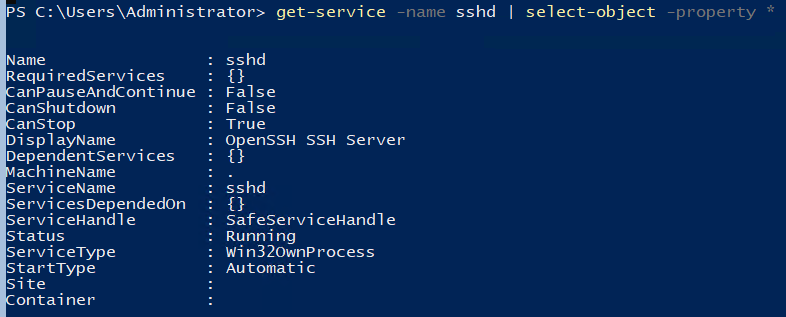 PS C:\Users\Administrator> get-service -name sshd | select-object -property *
Name                : sshd
RequiredServices    : {}
CanPauseAndContinue : False
CanShutdown         : False
CanStop             : True
DisplayName         : OpenSSH SSH Server
DependentServices   : {}
MachineName         : .
ServiceName         : sshd
ServicesDependedOn  : {}
ServiceHandle       : SafeServiceHandle
Status              : Running
ServiceType         : Win32OwnProcess
StartType           : Automatic
Site                :
Container           :